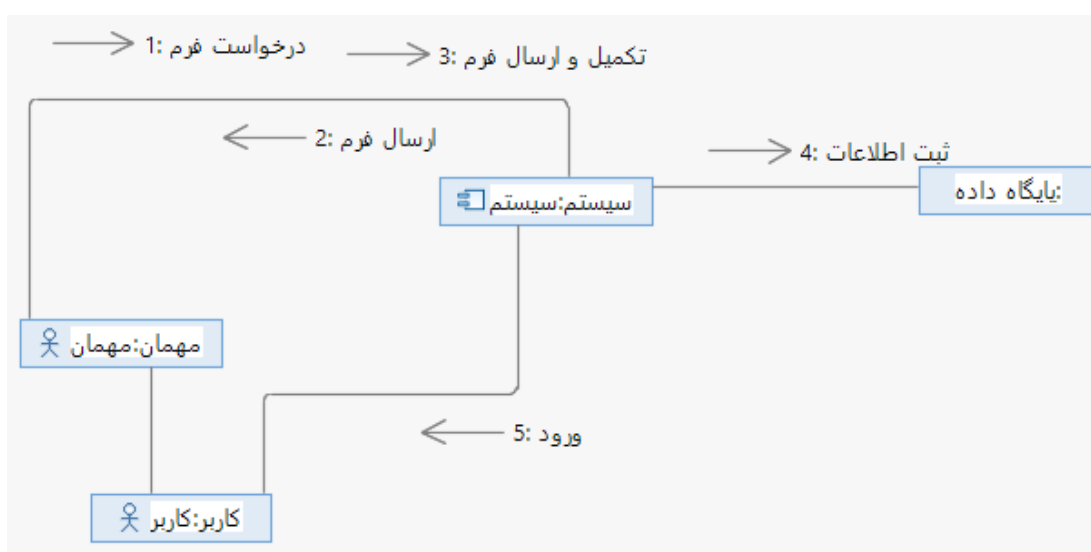 1: درخواست فرم
3: تکمیل و ارسال فرم
2: ارسال فرم
4: ثبت اطلاعات
سیستم:سیستم
:پایگاه داده
مهمان:مهمان
5: ورود
کاربر:کاربر